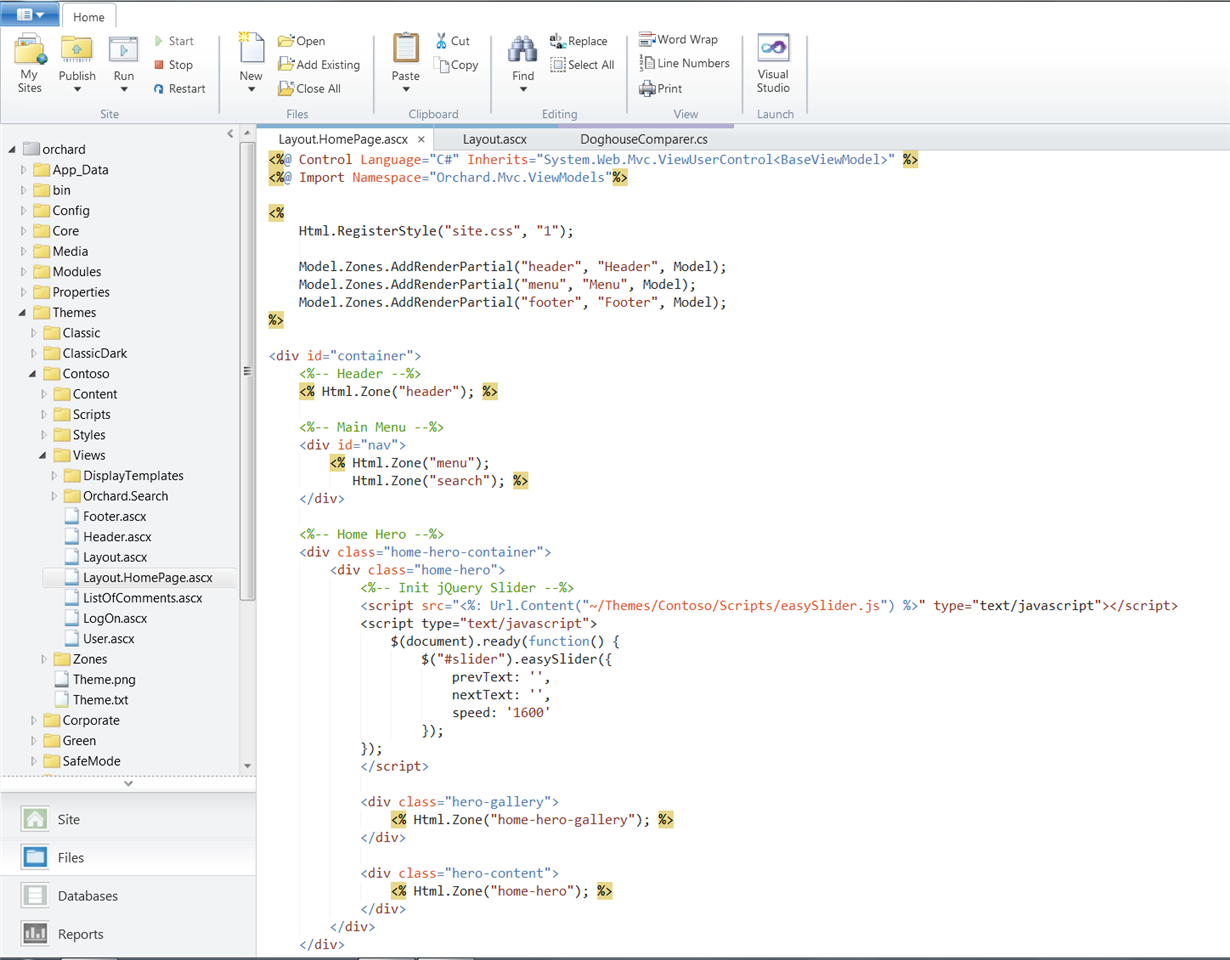 Home
My Sites
Publish
Run
Start
Stop
Restart
Site
New
Open
Add Existing
Close All
Files
Paste
Cut
Copy
Clipboard
Find
Replace
Select All
Editing
Word Wrap
Line Numbers
Print
View
Visual Studio
Launch
orchard
App_Data
bin
Config
Core
Media
Modules
Properties
Themes
Classic
ClassicDark
Contoso
Content
Scripts
Styles
Views
DisplayTemplates
Orchard.Search
Footer.ascx
Header.ascx
Layout.ascx
Layout.HomePage.ascx
ListOfComments.ascx
LogOn.ascx
User.ascx
Zones
Theme.png
Theme.txt
Corporate
Green
SafeMode
Site
Files
Databases
Reports
Layout.HomePage.ascx × Layout.ascx DoghouseComparer.cs
<%@ Control Language="C#" Inherits="System.Web.Mvc.ViewUserControl<BaseViewModel>" %>
<%@ Import Namespace="Orchard.Mvc.ViewModels"%>
<%
Html.RegisterStyle("site.css", "1");
Model.Zones.AddRenderPartial("header", "Header", Model);
Model.Zones.AddRenderPartial("menu", "Menu", Model);
Model.Zones.AddRenderPartial("footer", "Footer", Model);
%>
<div id="container">
<%-- Header --%>
<% Html.Zone("header"); %>
<%-- Main Menu --%>
<div id="nav">
<% Html.Zone("menu");
Html.Zone("search"); %>
</div>
<%-- Home Hero --%>
<div class="home-hero-container">
<div class="home-hero">
<%-- Init jQuery Slider --%>
<script src="<%: Url.Content("~/Themes/Contoso/Scripts/easySlider.js") %>" type="text/javascript"></script>
<script type="text/javascript">
$(document).ready(function() {
$("#slider").easySlider({
prevText: '',
nextText: '',
speed: '1600'
});
});
</script>
<div class="hero-gallery">
<% Html.Zone("home-hero-gallery"); %>
</div>
<div class="hero-content">
<% Html.Zone("home-hero"); %>
</div>
</div>
</div>